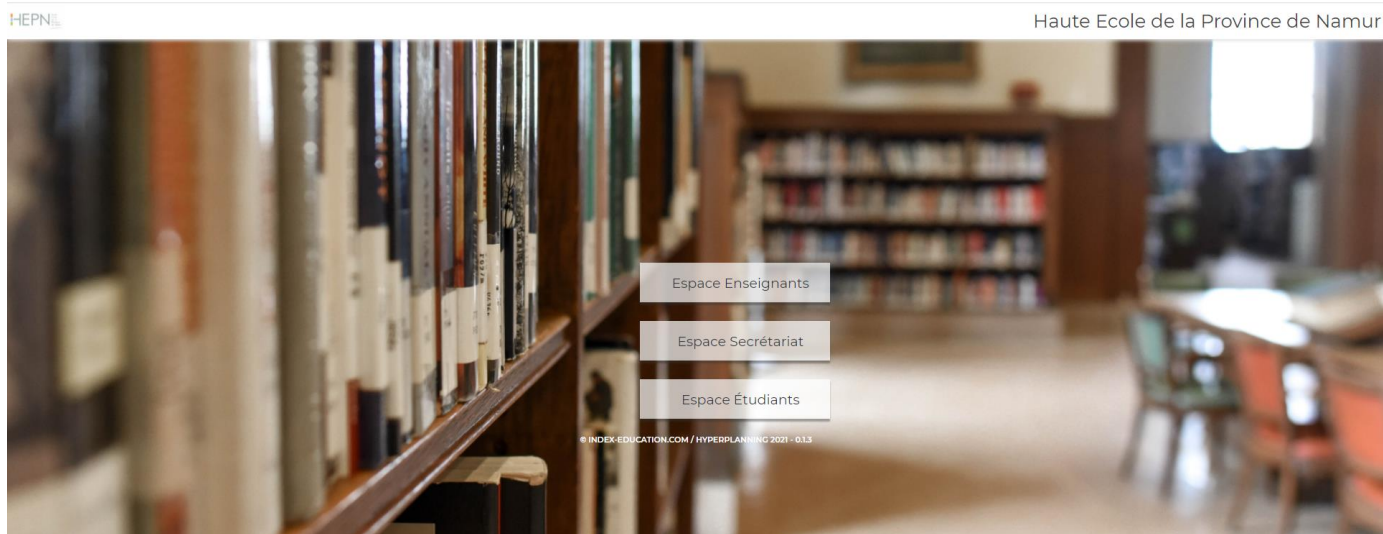 HEPN
Haute Ecole de la Province de Namur
Espace Enseignants
Espace Secrétariat
Espace Étudiants
© INDEX-EDUCATION.COM / HYPERPLANNING 2021 - 0.1.3